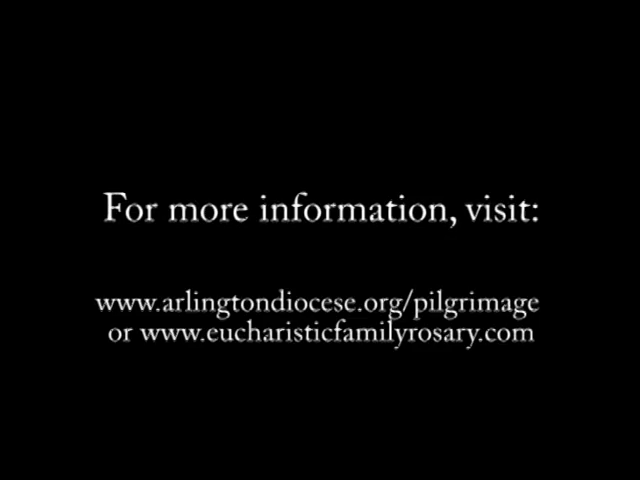 For more information, visit:
www.arlingtondiocese.org/pilgrimage
or www.eucharisticfamilyrosary.com